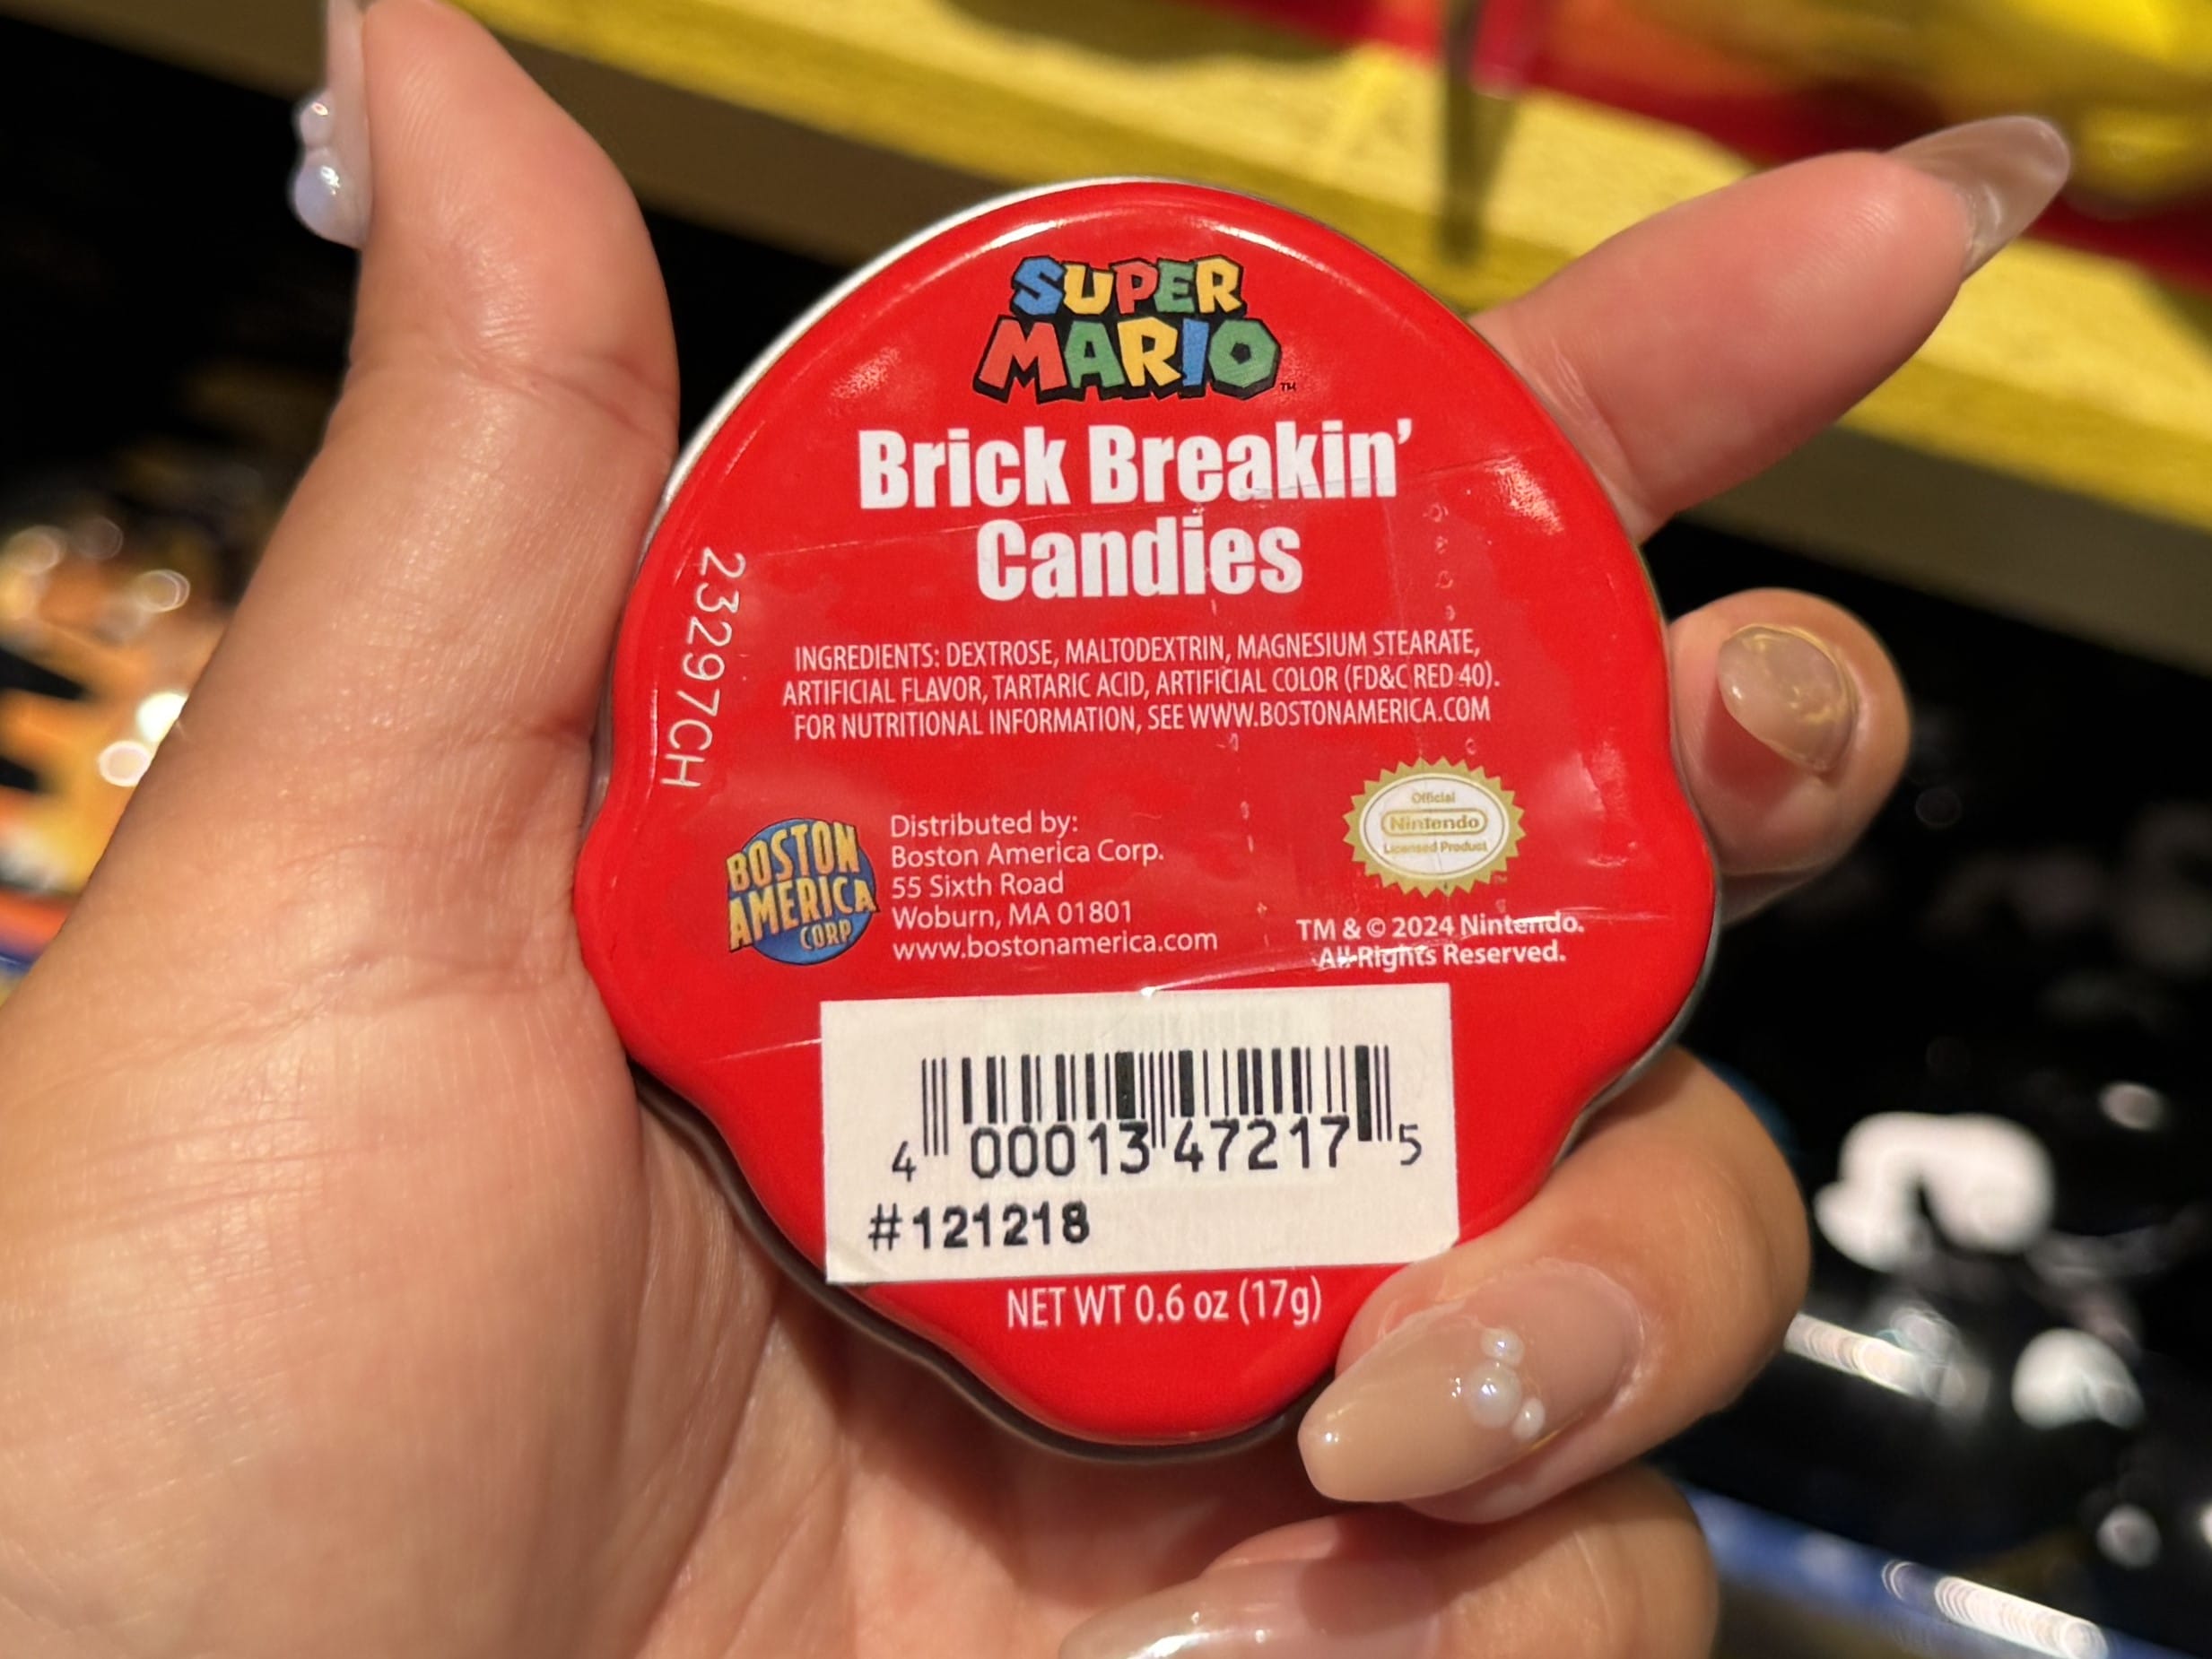 SUPER
MARIO™
Brick Breakin'
Candies
INGREDIENTS: DEXTROSE, MALTODEXTRIN, MAGNESIUM STEARATE,
ARTIFICIAL FLAVOR, TARTARIC ACID, ARTIFICIAL COLOR (FD&C RED 40).
FOR NUTRITIONAL INFORMATION, SEE WWW.BOSTONAMERICA.COM
23297CH
BOSTON
AMERICA
CORP
Distributed by:
Boston America Corp.
55 Sixth Road
Woburn, MA 01801
www.bostonamerica.com
Official
Nintendo
Licensed Product
TM & © 2024 Nintendo.
All Rights Reserved.
4 00013 47217 5
#121218
NET WT 0.6 oz (17g)